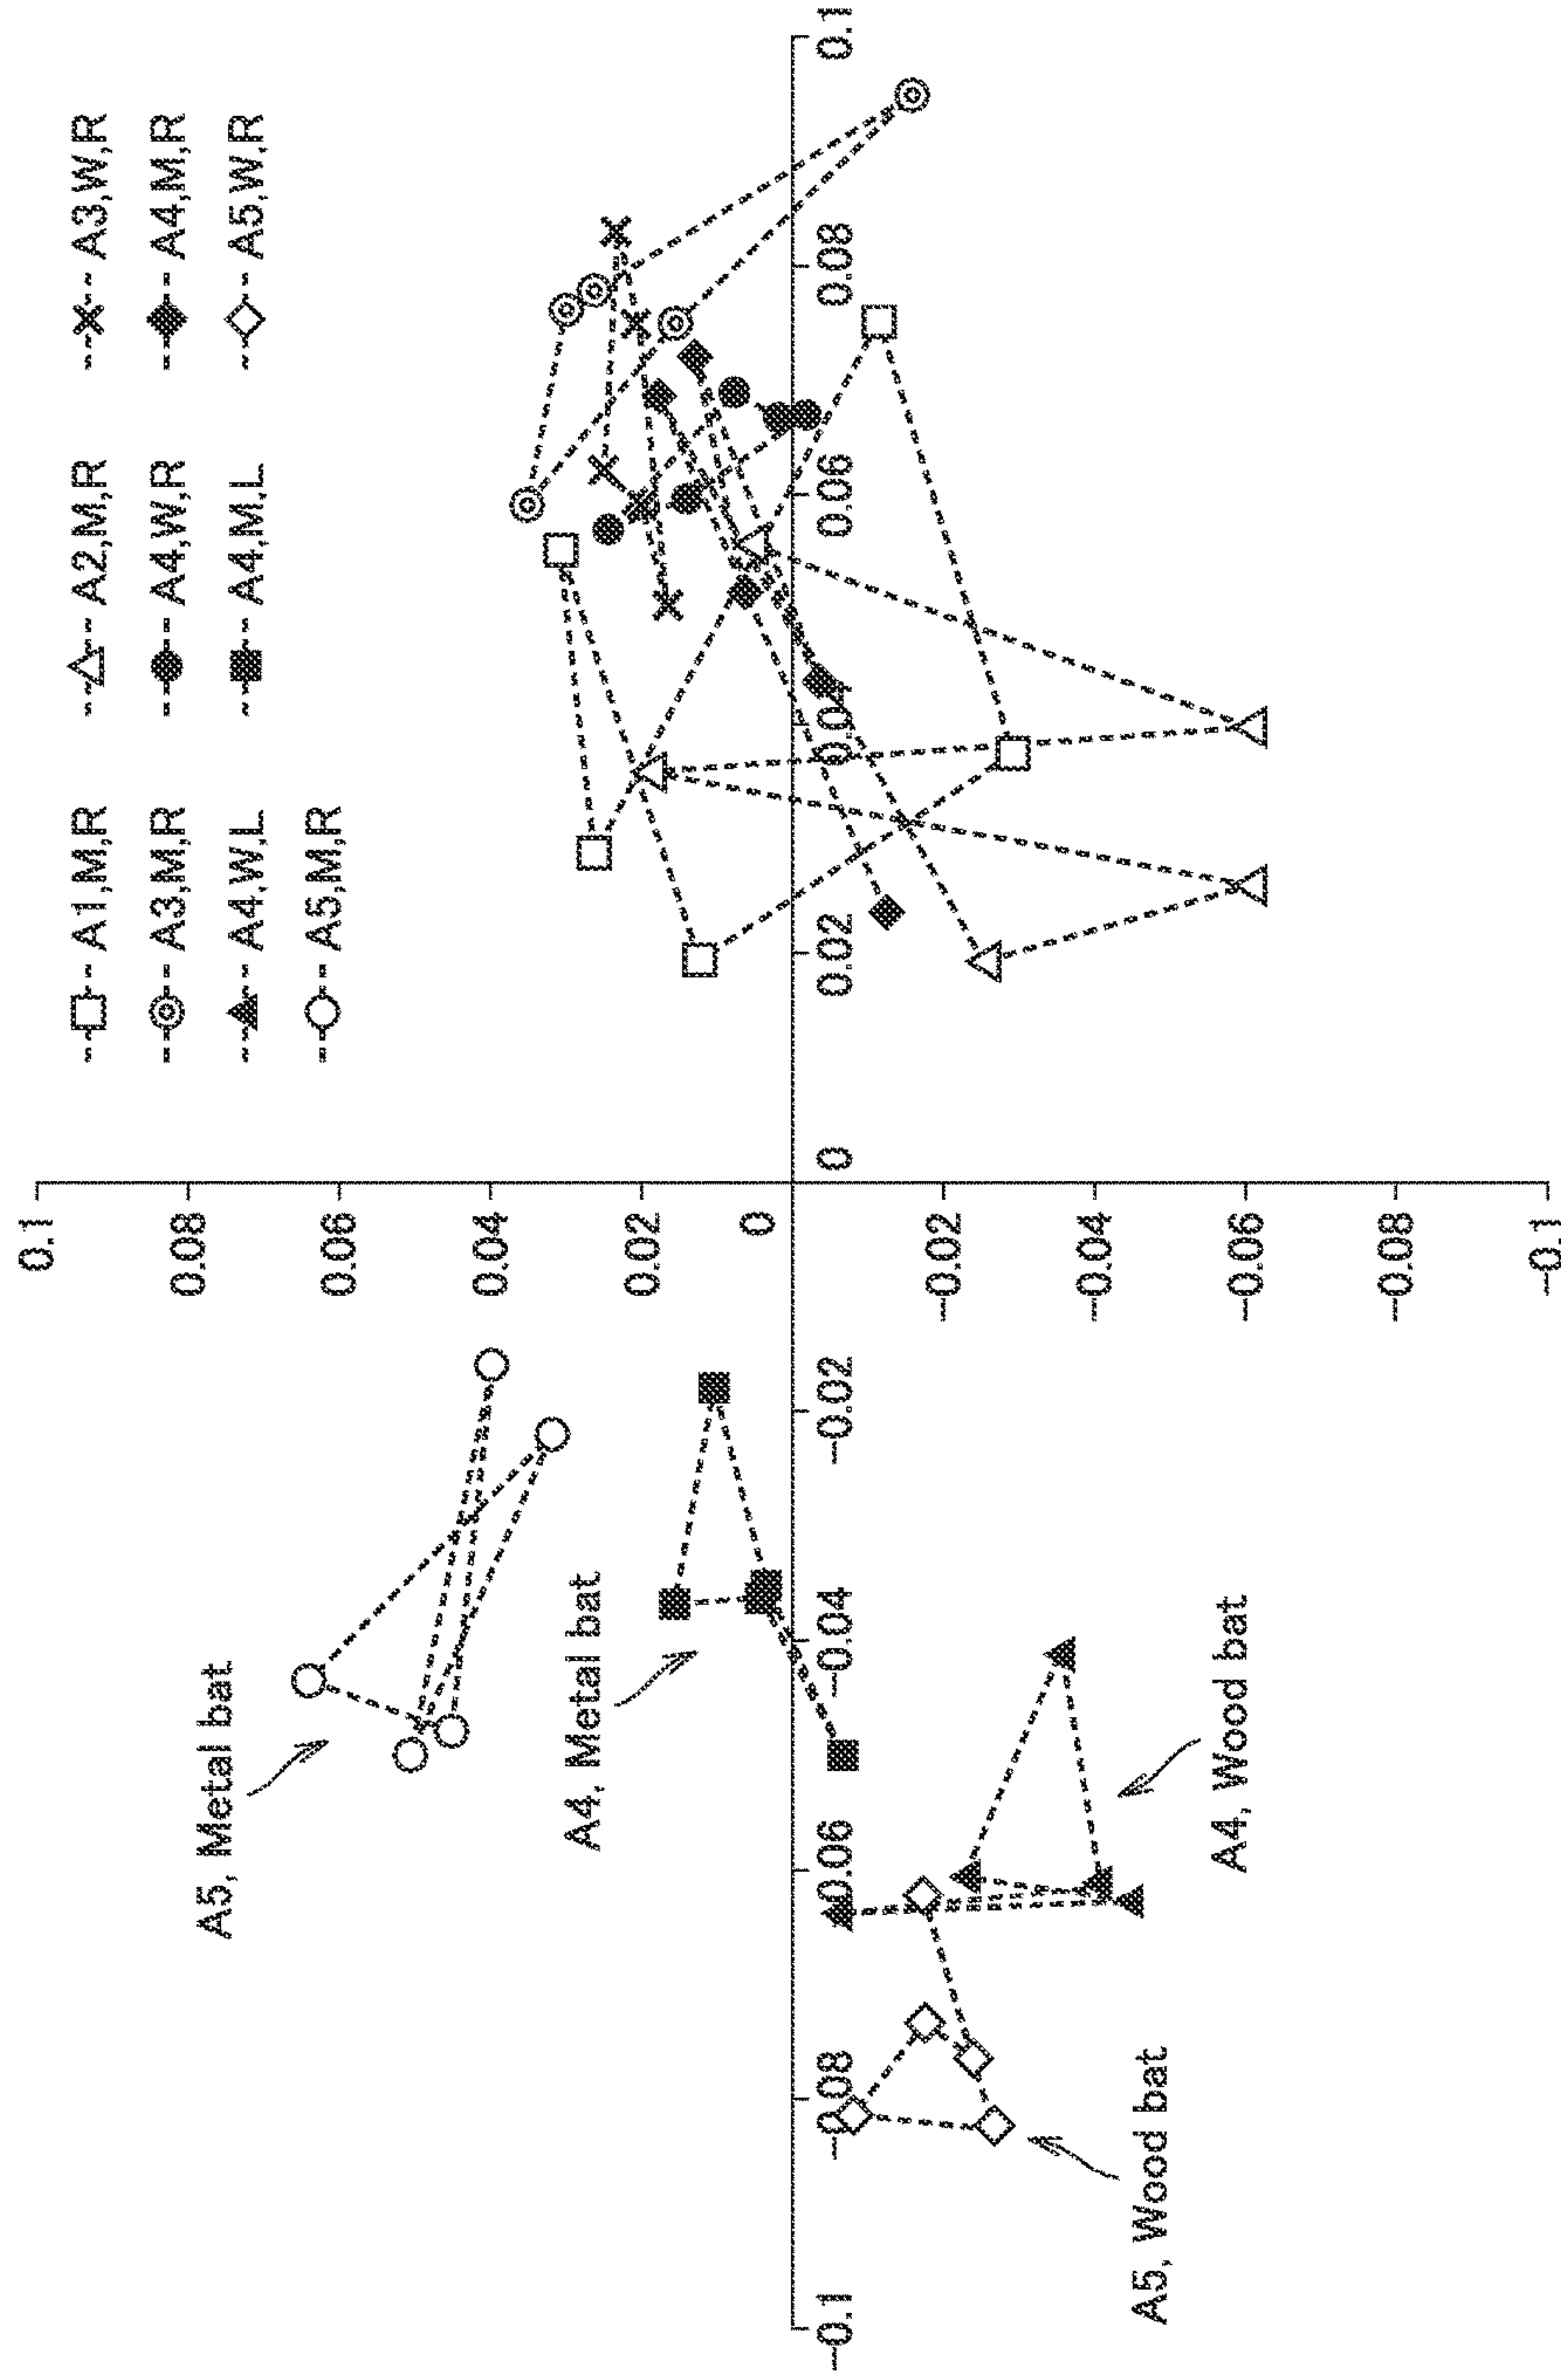 0.1
A1,M,R A2,M,R A3,W,R
A3,M,R A4,W,R A4,M,R
0.08
A5, Metal bat
A4,W,L A4,M,L A5,W,R
A5,M,R
0.06
0.04
A4, Metal bat
0.02
0
−0.1 −0.08 −0.06 −0.04 −0.02 0 0.02 0.04 0.06 0.08 0.1
−0.02
−0.04
A5, Wood bat
A4, Wood bat
−0.06
−0.08
−0.1